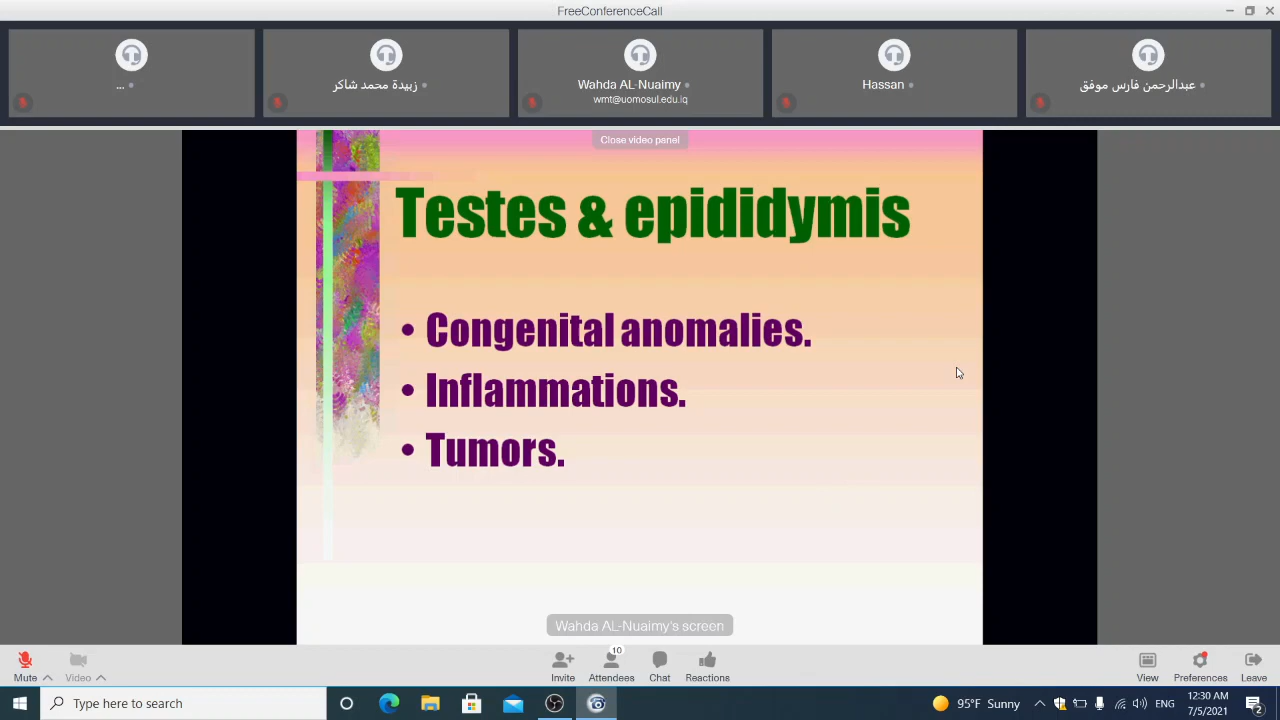 FreeConferenceCall
...
زبيدة محمد شاكر
Wahda AL-Nuaimy
wmt@uomosul.edu.iq
Hassan
عبدالرحمن فارس موفق
Close video panel
Testes & epididymis
• Congenital anomalies.
• Inflammations.
• Tumors.
Wahda AL-Nuaimy's screen
Mute
Video
Invite
10
Attendees
Chat
Reactions
View
Preferences
Leave
Type here to search
95°F Sunny
ENG
12:30 AM
7/5/2021
2